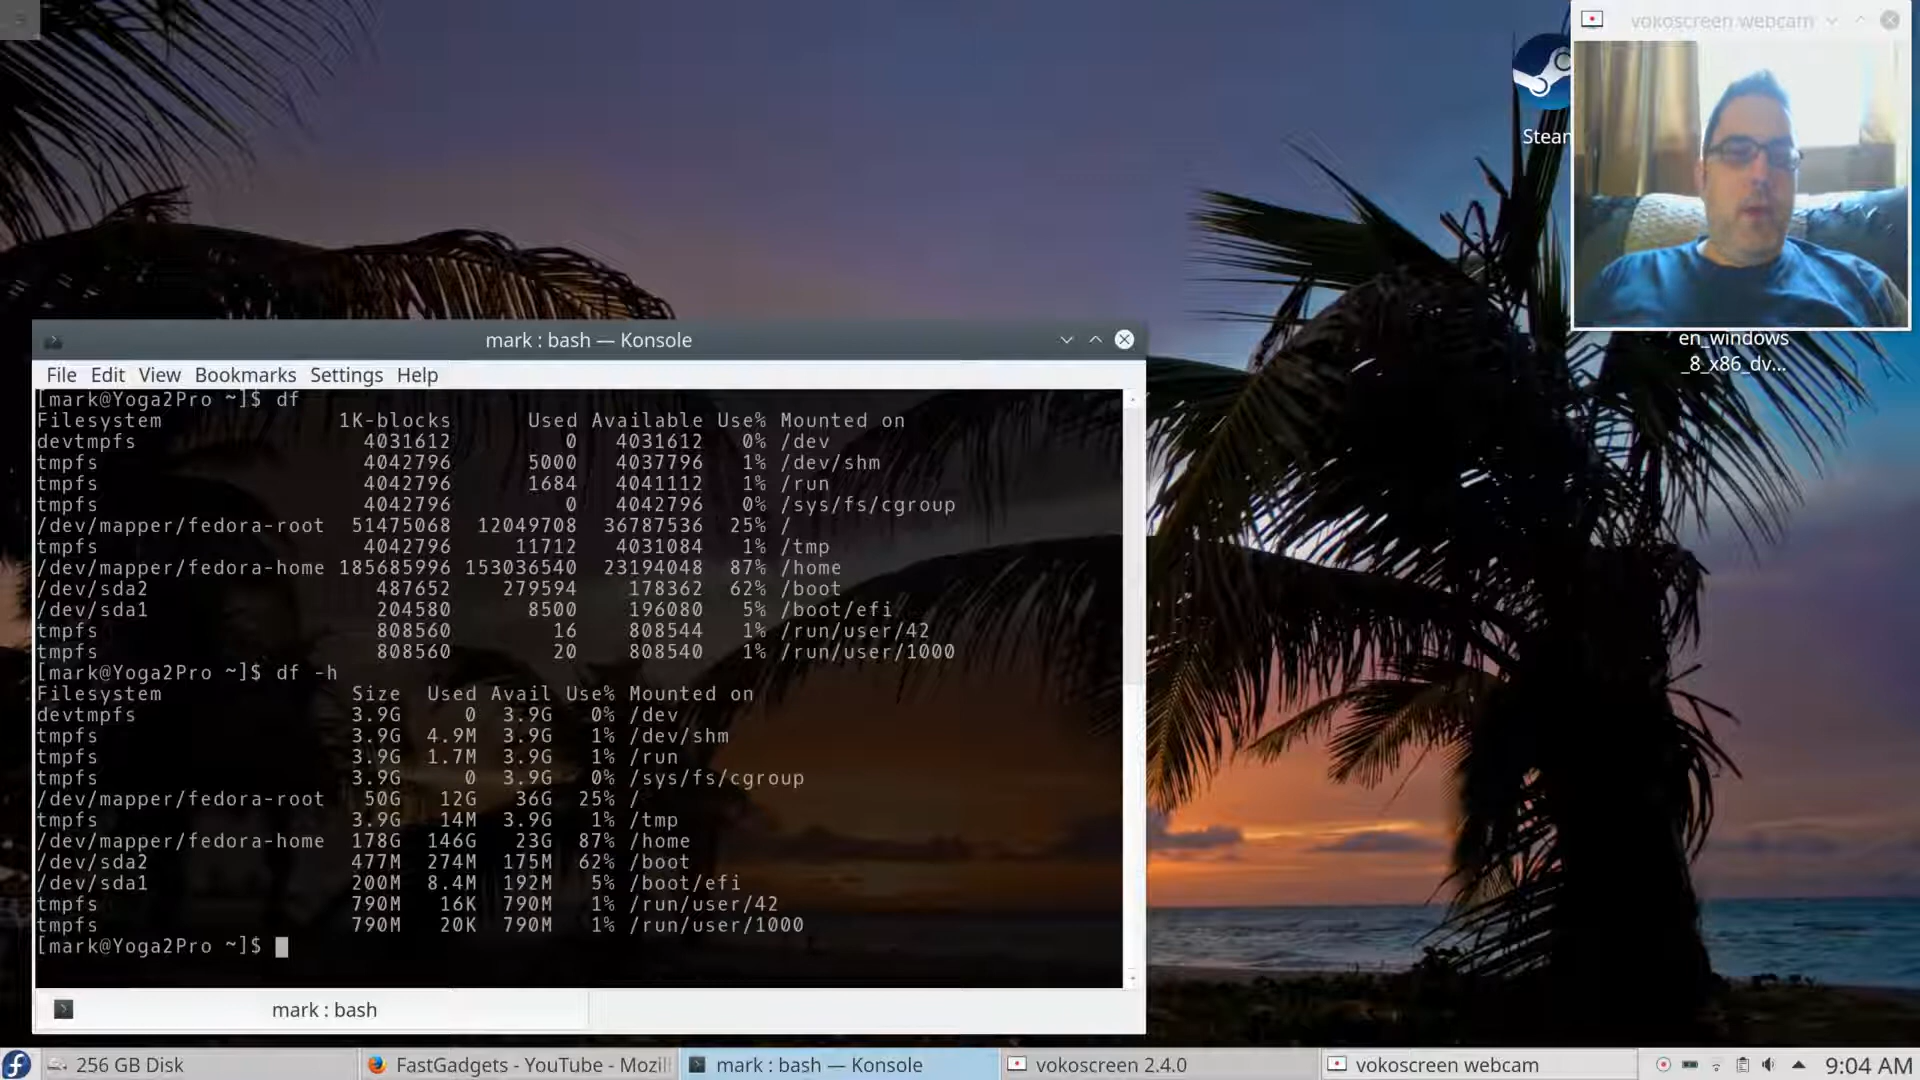 vokoscreen webcam
Steam
en_windows
_8_x86_dv...
mark : bash — Konsole
File Edit View Bookmarks Settings Help
[mark@Yoga2Pro ~]$ df
Filesystem 1K-blocks Used Available Use% Mounted on
devtmpfs 4031612 0 4031612 0% /dev
tmpfs 4042796 5000 4037796 1% /dev/shm
tmpfs 4042796 1684 4041112 1% /run
tmpfs 4042796 0 4042796 0% /sys/fs/cgroup
/dev/mapper/fedora-root 51475068 12049708 36787536 25% /
tmpfs 4042796 11712 4031084 1% /tmp
/dev/mapper/fedora-home 185685996 153036540 23194048 87% /home
/dev/sda2 487652 279594 178362 62% /boot
/dev/sda1 204580 8500 196080 5% /boot/efi
tmpfs 808560 16 808544 1% /run/user/42
tmpfs 808560 20 808540 1% /run/user/1000
[mark@Yoga2Pro ~]$ df -h
Filesystem Size Used Avail Use% Mounted on
devtmpfs 3.9G 0 3.9G 0% /dev
tmpfs 3.9G 4.9M 3.9G 1% /dev/shm
tmpfs 3.9G 1.7M 3.9G 1% /run
tmpfs 3.9G 0 3.9G 0% /sys/fs/cgroup
/dev/mapper/fedora-root 50G 12G 36G 25% /
tmpfs 3.9G 14M 3.9G 1% /tmp
/dev/mapper/fedora-home 178G 146G 23G 87% /home
/dev/sda2 477M 274M 175M 62% /boot
/dev/sda1 200M 8.4M 192M 5% /boot/efi
tmpfs 790M 16K 790M 1% /run/user/42
tmpfs 790M 20K 790M 1% /run/user/1000
[mark@Yoga2Pro ~]$
mark : bash
256 GB Disk
FastGadgets - YouTube - Mozil
mark : bash — Konsole
vokoscreen 2.4.0
vokoscreen webcam
9:04 AM